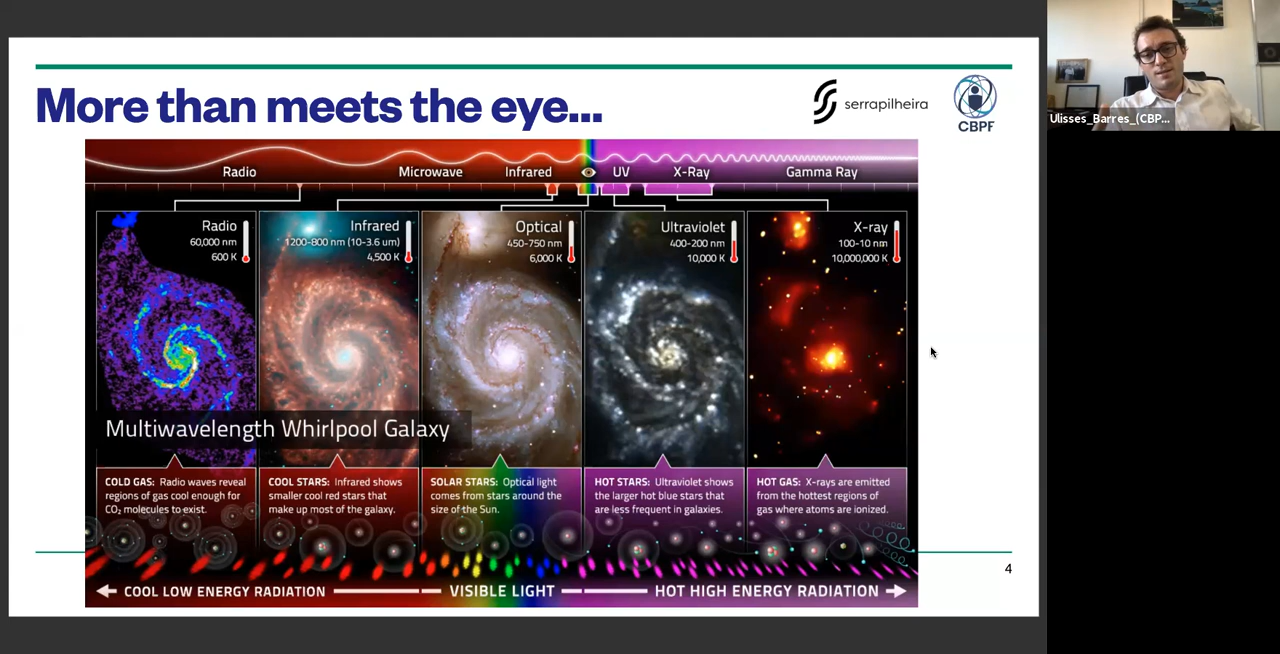 More than meets the eye...
serrapilheira
CBPF
Ulisses_Barres_(CBP...
Radio
Microwave
Infrared
UV
X-Ray
Gamma Ray
Radio
60,000 nm
600 K
Infrared
1200-800 nm (10-3.6 um)
4,500 K
Optical
450-750 nm
6,000 K
Ultraviolet
400-200 nm
10,000 K
X-ray
100-10 nm
10,000,000 K
Multiwavelength Whirlpool Galaxy
COLD GAS: Radio waves reveal
regions of gas cool enough for
CO₂ molecules to exist.
COOL STARS: Infrared shows
smaller cool red stars that
make up most of the galaxy.
SOLAR STARS: Optical light
comes from stars around the
size of the Sun.
HOT STARS: Ultraviolet shows
the larger hot blue stars that
are less frequent in galaxies.
HOT GAS: X-rays are emitted
from the hottest regions of
gas where atoms are ionized.
4
COOL LOW ENERGY RADIATION
VISIBLE LIGHT
HOT HIGH ENERGY RADIATION